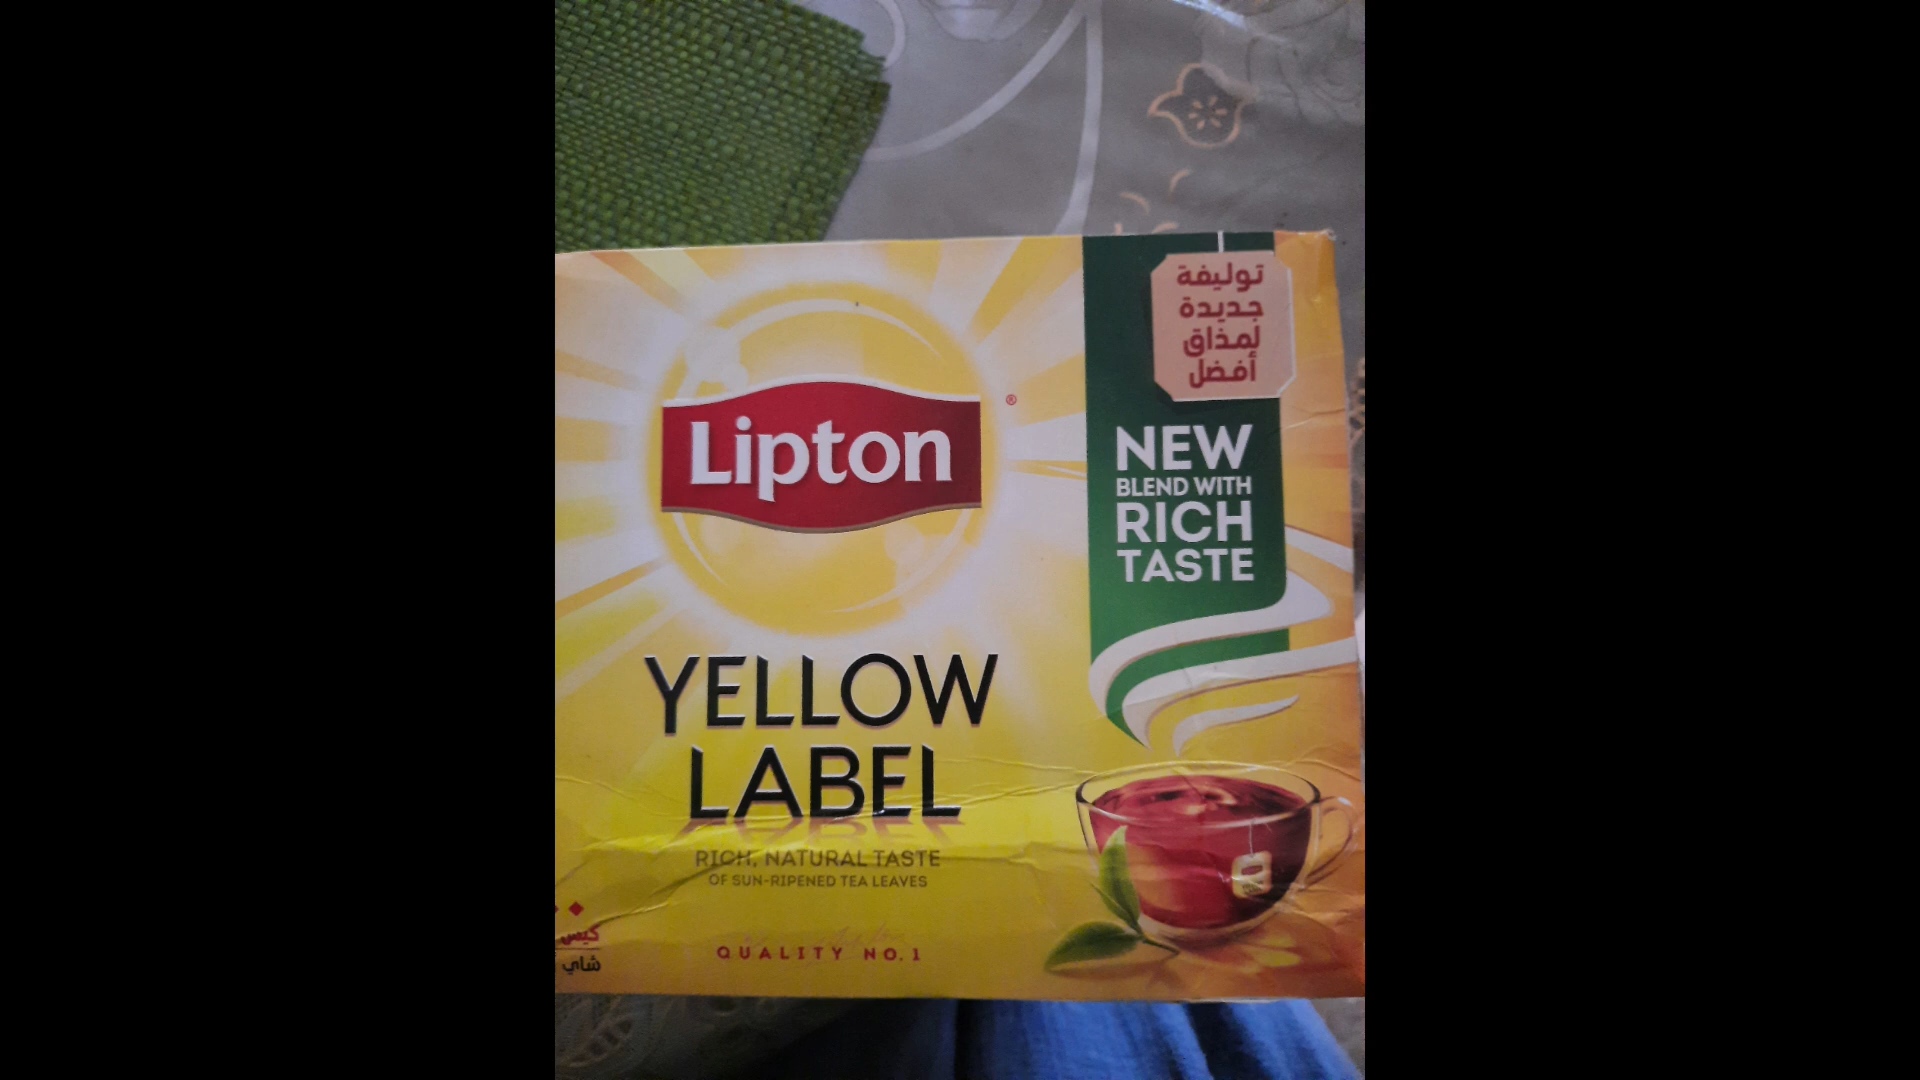 توليفة
جديدة
لمذاق
أفضل
Lipton ®
NEW
BLEND WITH
RICH
TASTE
YELLOW
LABEL
RICH, NATURAL TASTE
OF SUN-RIPENED TEA LEAVES
QUALITY NO.1
كيس
شاي